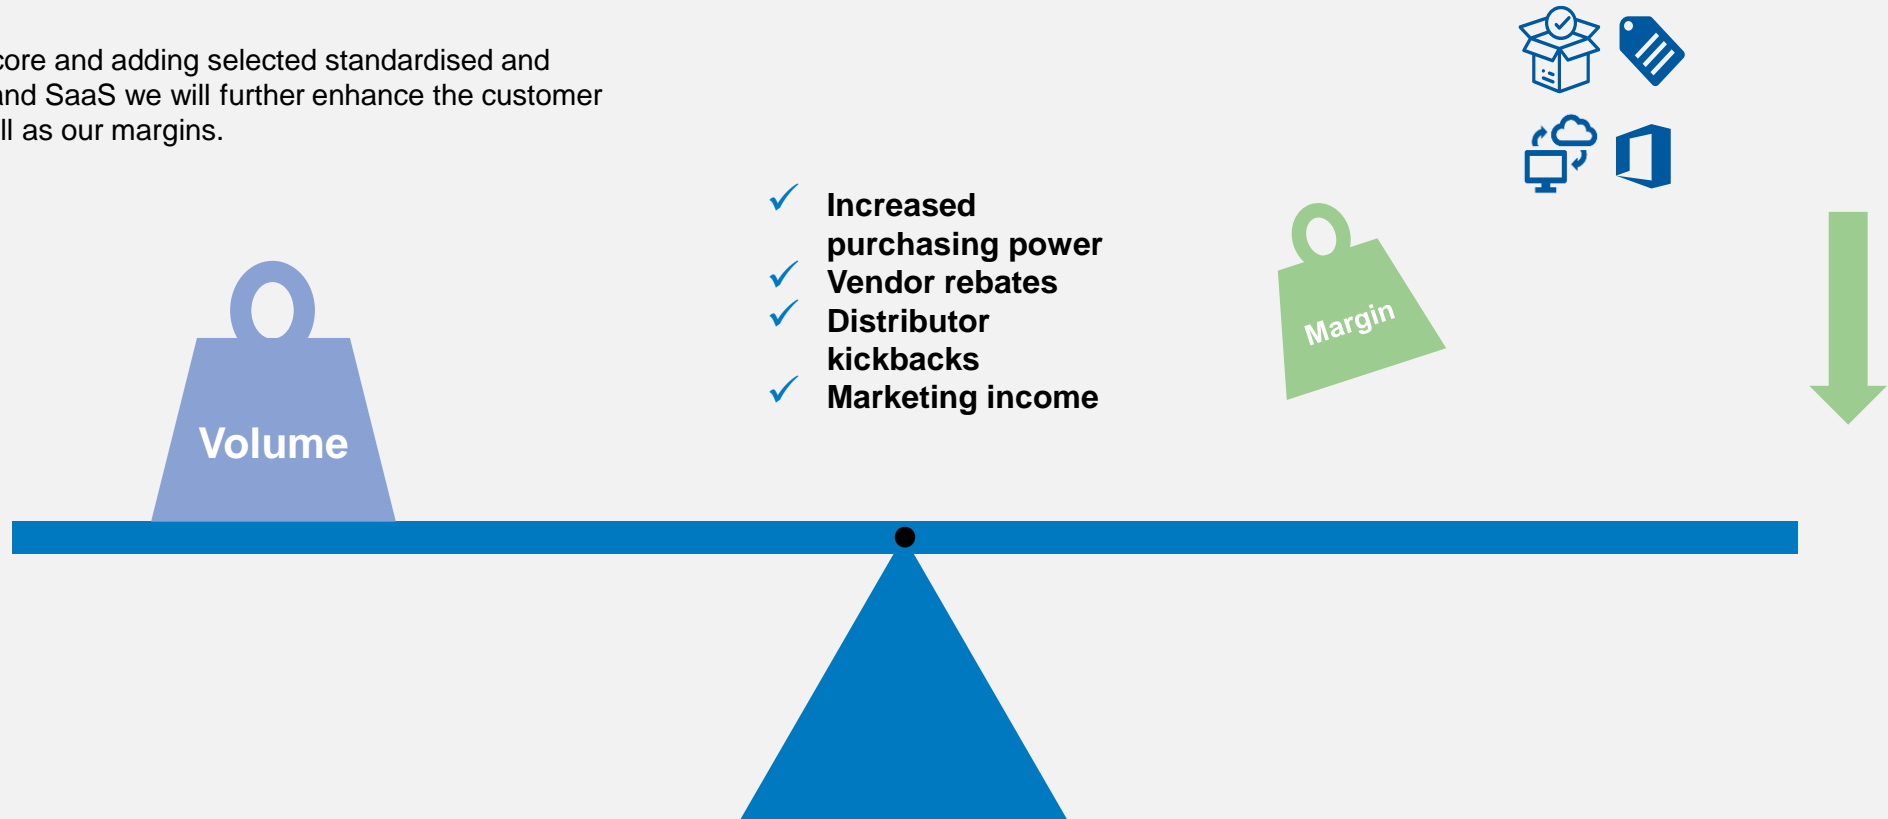 core and adding selected standardised and
and SaaS we will further enhance the customer
ll as our margins.
Increased
purchasing power
Vendor rebates
Distributor
kickbacks
Marketing income
Margin
Volume